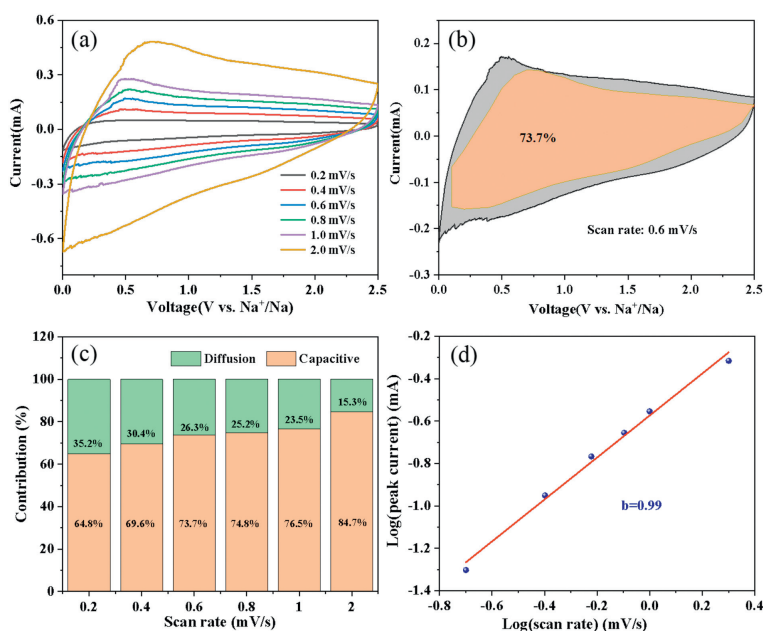 (a)
0.6
0.3
0.0
-0.3
-0.6
Current(mA)
0.2 mV/s
0.4 mV/s
0.6 mV/s
0.8 mV/s
1.0 mV/s
2.0 mV/s
0.0 0.5 1.0 1.5 2.0 2.5
Voltage(V vs. Na⁺/Na)
(b)
0.2
0.1
0.0
-0.1
-0.2
-0.3
Current(mA)
73.7%
Scan rate: 0.6 mV/s
0.0 0.5 1.0 1.5 2.0 2.5
Voltage(V vs. Na⁺/Na)
(c)
Diffusion Capacitive
120
100
80
60
40
20
0
Contribution (%)
35.2% 30.4% 26.3% 25.2% 23.5% 15.3%
64.8% 69.6% 73.7% 74.8% 76.5% 84.7%
0.2 0.4 0.6 0.8 1 2
Scan rate (mV/s)
(d)
-0.2
-0.4
-0.6
-0.8
-1.0
-1.2
-1.4
Log(peak current) (mA)
b=0.99
-0.8 -0.6 -0.4 -0.2 0.0 0.2 0.4
Log(scan rate) (mV/s)